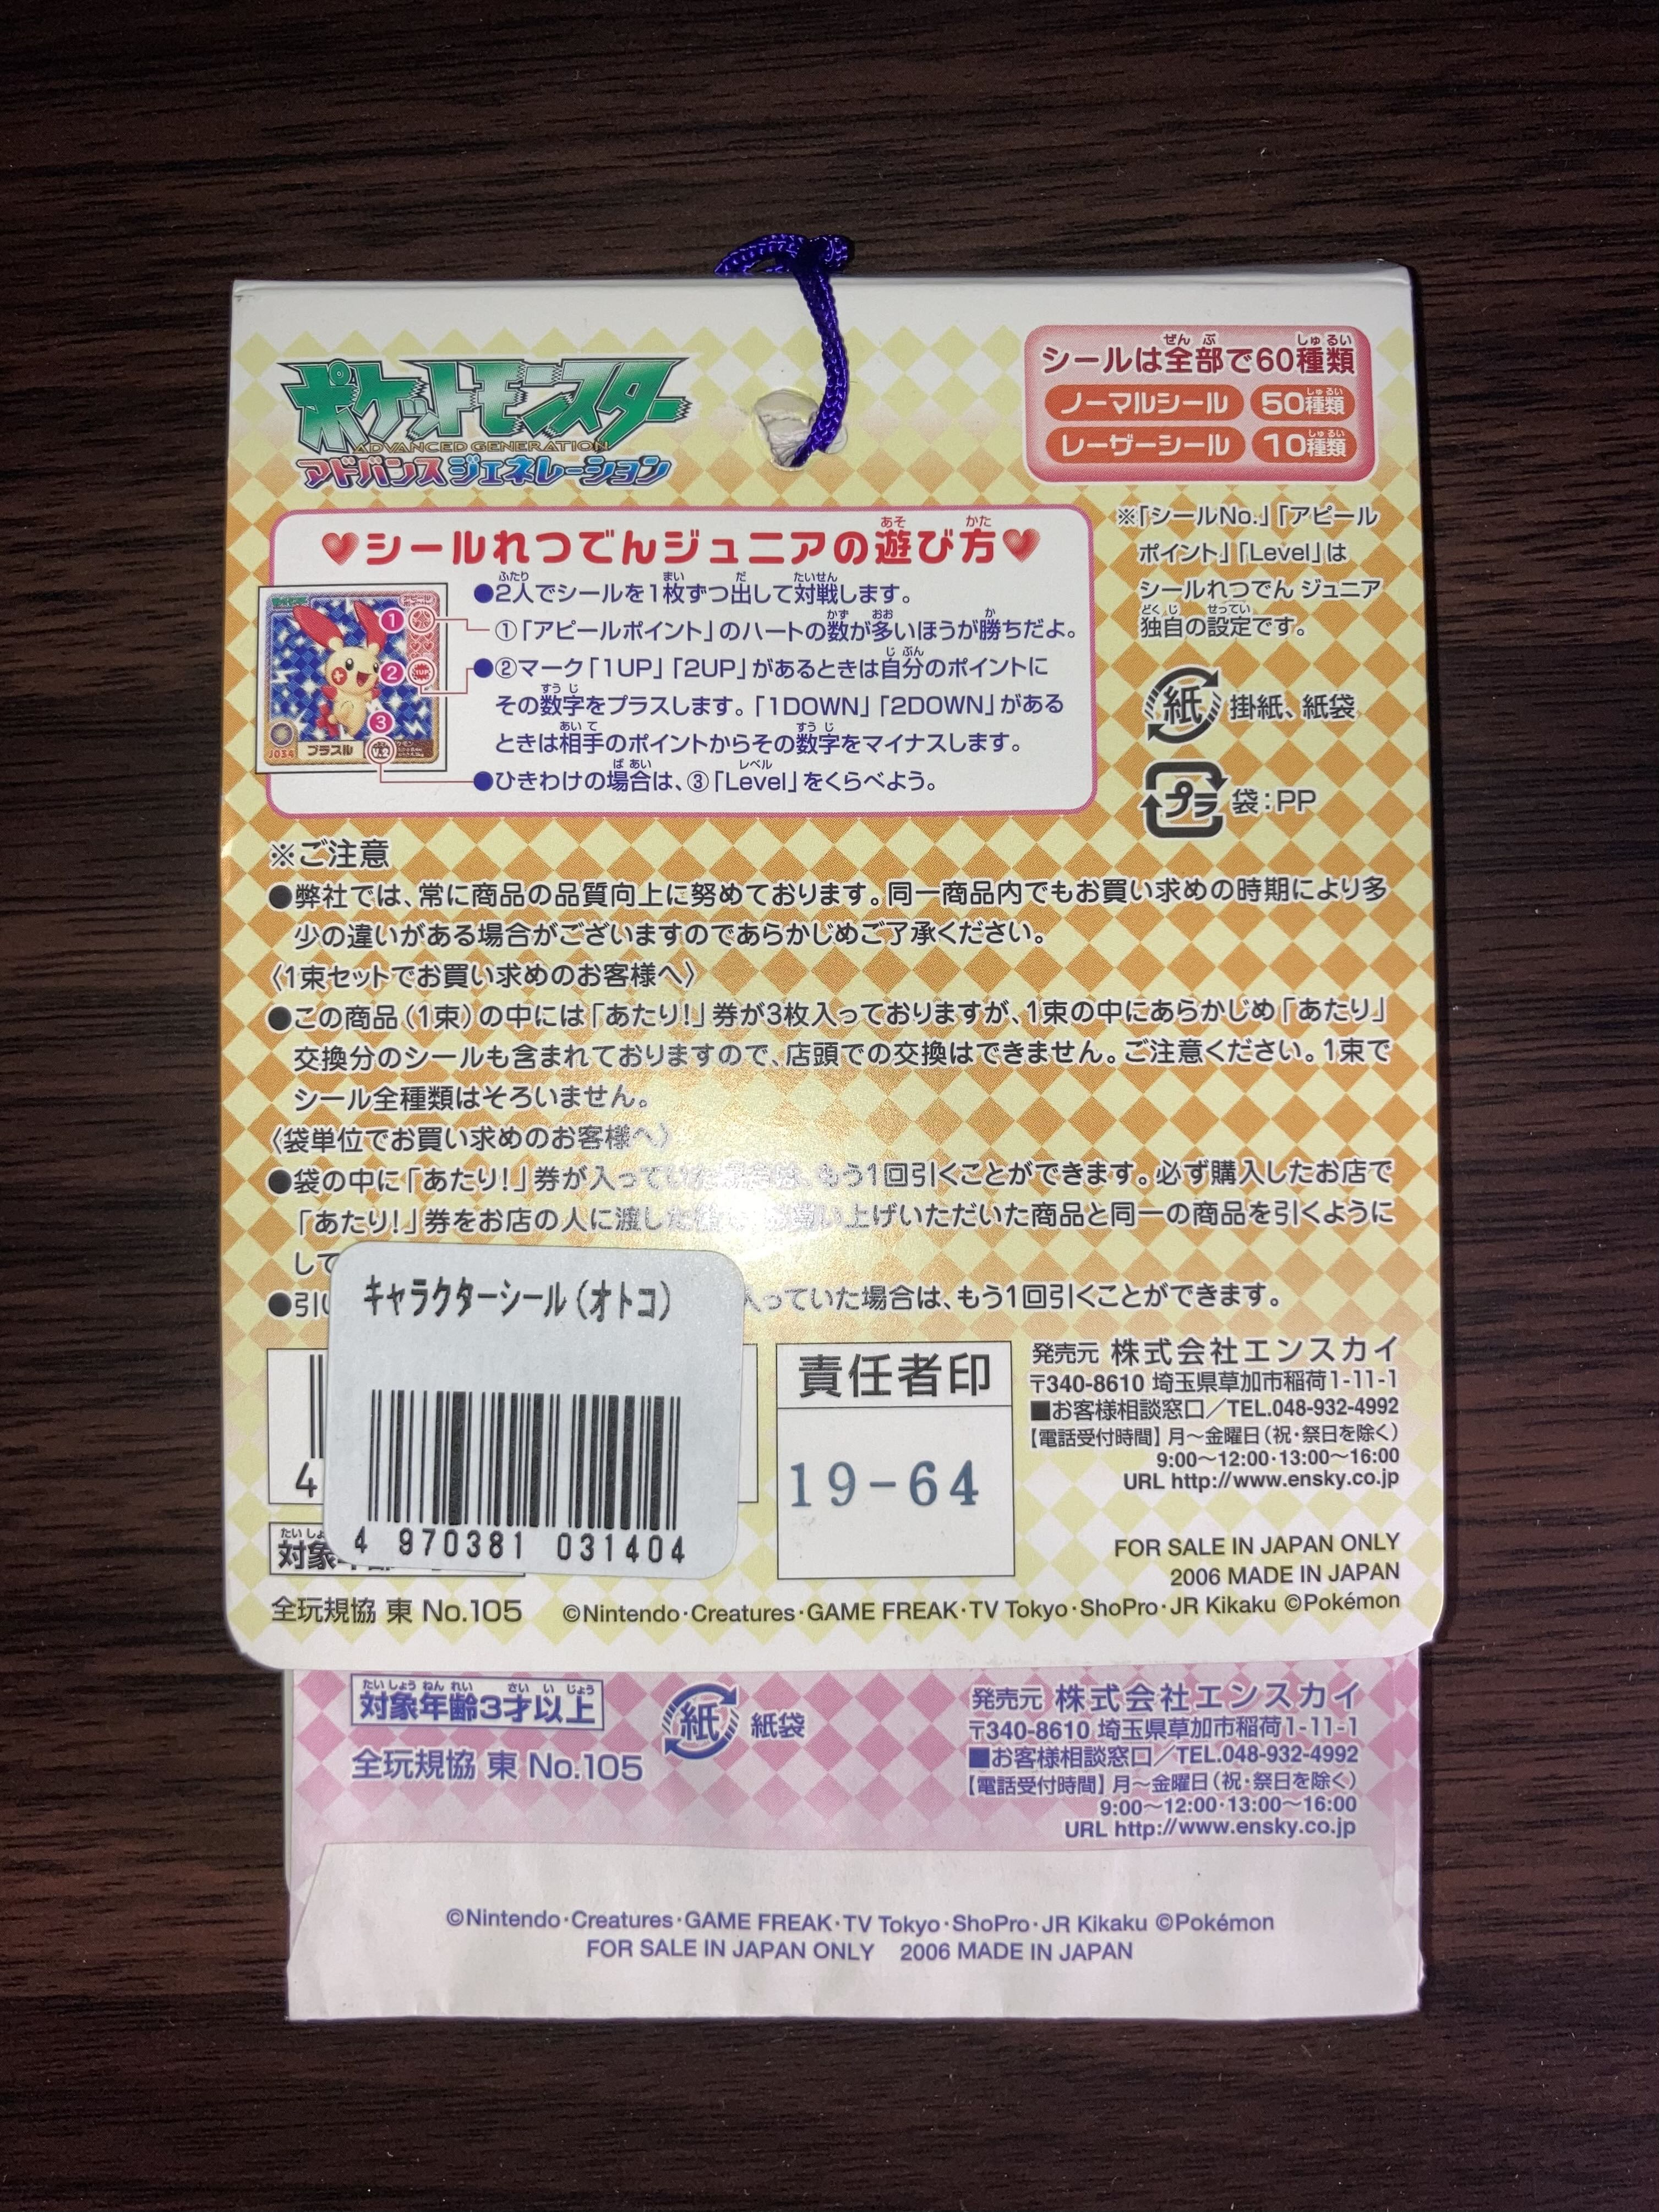 ポケットモンスター
ADVANCED GENERATION
アドバンスジェネレーション
シールは全部で60種類
ノーマルシール 50種類
レーザーシール 10種類
シールれつでんジュニアの遊び方
●2人でシールを1枚ずつ出して対戦します。
①「アピールポイント」のハートの数が多いほうが勝ちだよ。
●②マーク「1UP」「2UP」があるときは自分のポイントに
その数字をプラスします。「1DOWN」「2DOWN」がある
ときは相手のポイントからその数字をマイナスします。
●ひきわけの場合は、③「Level」をくらべよう。
1
2
3
J034 プラスル
※「シールNo.」「アピール
ポイント」「Level」は
シールれつでん ジュニア
独自の設定です。
紙 掛紙、紙袋
プラ 袋:PP
※ご注意
●弊社では、常に商品の品質向上に努めております。同一商品内でもお買い求めの時期により多
少の違いがある場合がございますのであらかじめご了承ください。
〈1束セットでお買い求めのお客様へ〉
●この商品(1束)の中には「あたり!」券が3枚入っておりますが、1束の中にあらかじめ「あたり」
交換分のシールも含まれておりますので、店頭での交換はできません。ご注意ください。1束で
シール全種類はそろいません。
〈袋単位でお買い求めのお客様へ〉
●袋の中に「あたり!」券が入ってい もう1回引くことができます。必ず購入したお店で
「あたり!」券をお店の人に渡した 上げいただいた商品と同一の商品を引くように
して
●引い 入っていた場合は、もう1回引くことができます。
キャラクターシール(オトコ)
4 970381 031404
4
対象
責任者印
19-64
発売元 株式会社エンスカイ
〒340-8610 埼玉県草加市稲荷1-11-1
■お客様相談窓口/TEL.048-932-4992
【電話受付時間】月〜金曜日(祝・祭日を除く)
9:00〜12:00・13:00〜16:00
URL http://www.ensky.co.jp
FOR SALE IN JAPAN ONLY
2006 MADE IN JAPAN
全玩規協 東 No.105 ©Nintendo・Creatures・GAME FREAK・TV Tokyo・ShoPro・JR Kikaku ©Pokémon
対象年齢3才以上
紙 紙袋
全玩規協 東 No.105
発売元 株式会社エンスカイ
〒340-8610 埼玉県草加市稲荷1-11-1
■お客様相談窓口/TEL.048-932-4992
【電話受付時間】月〜金曜日(祝・祭日を除く)
9:00〜12:00・13:00〜16:00
URL http://www.ensky.co.jp
©Nintendo・Creatures・GAME FREAK・TV Tokyo・ShoPro・JR Kikaku ©Pokémon
FOR SALE IN JAPAN ONLY 2006 MADE IN JAPAN